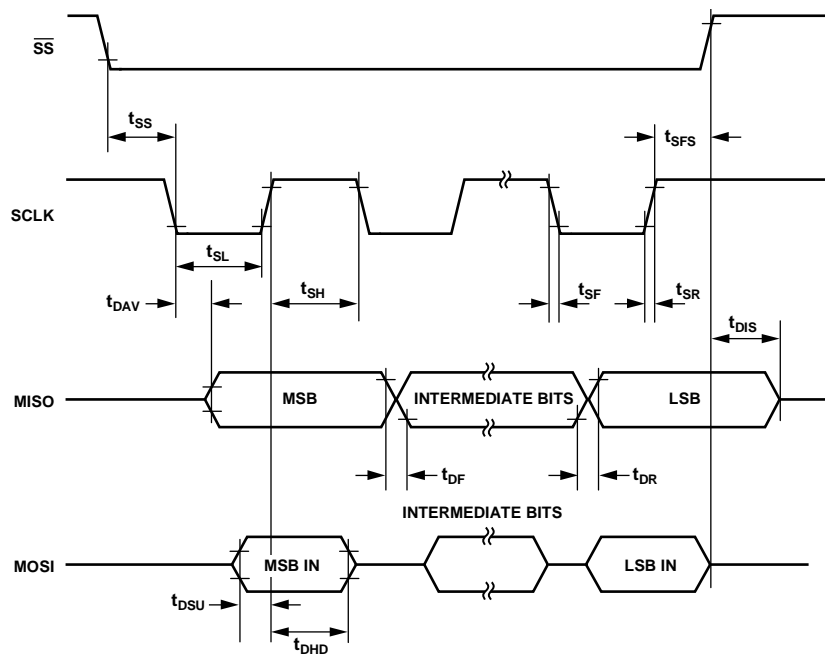 SS
tSS
tSFS
SCLK
tSL
tSH
tSF
tSR
tDAV
tDIS
MISO
MSB
INTERMEDIATE BITS
LSB
tDF
tDR
INTERMEDIATE BITS
MOSI
MSB IN
LSB IN
tDSU
tDHD